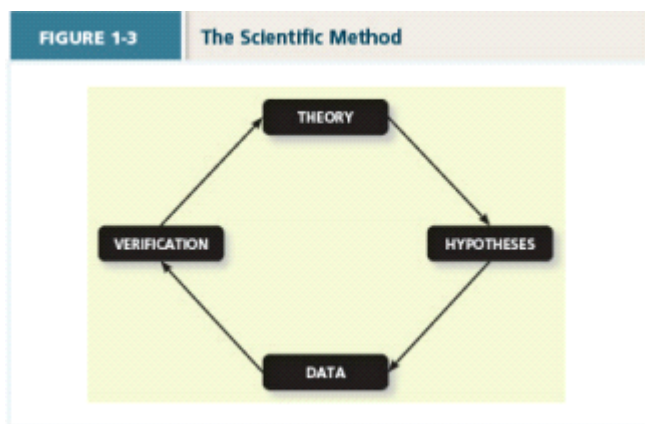 FIGURE 1-3
The Scientific Method
THEORY
VERIFICATION
HYPOTHESES
DATA